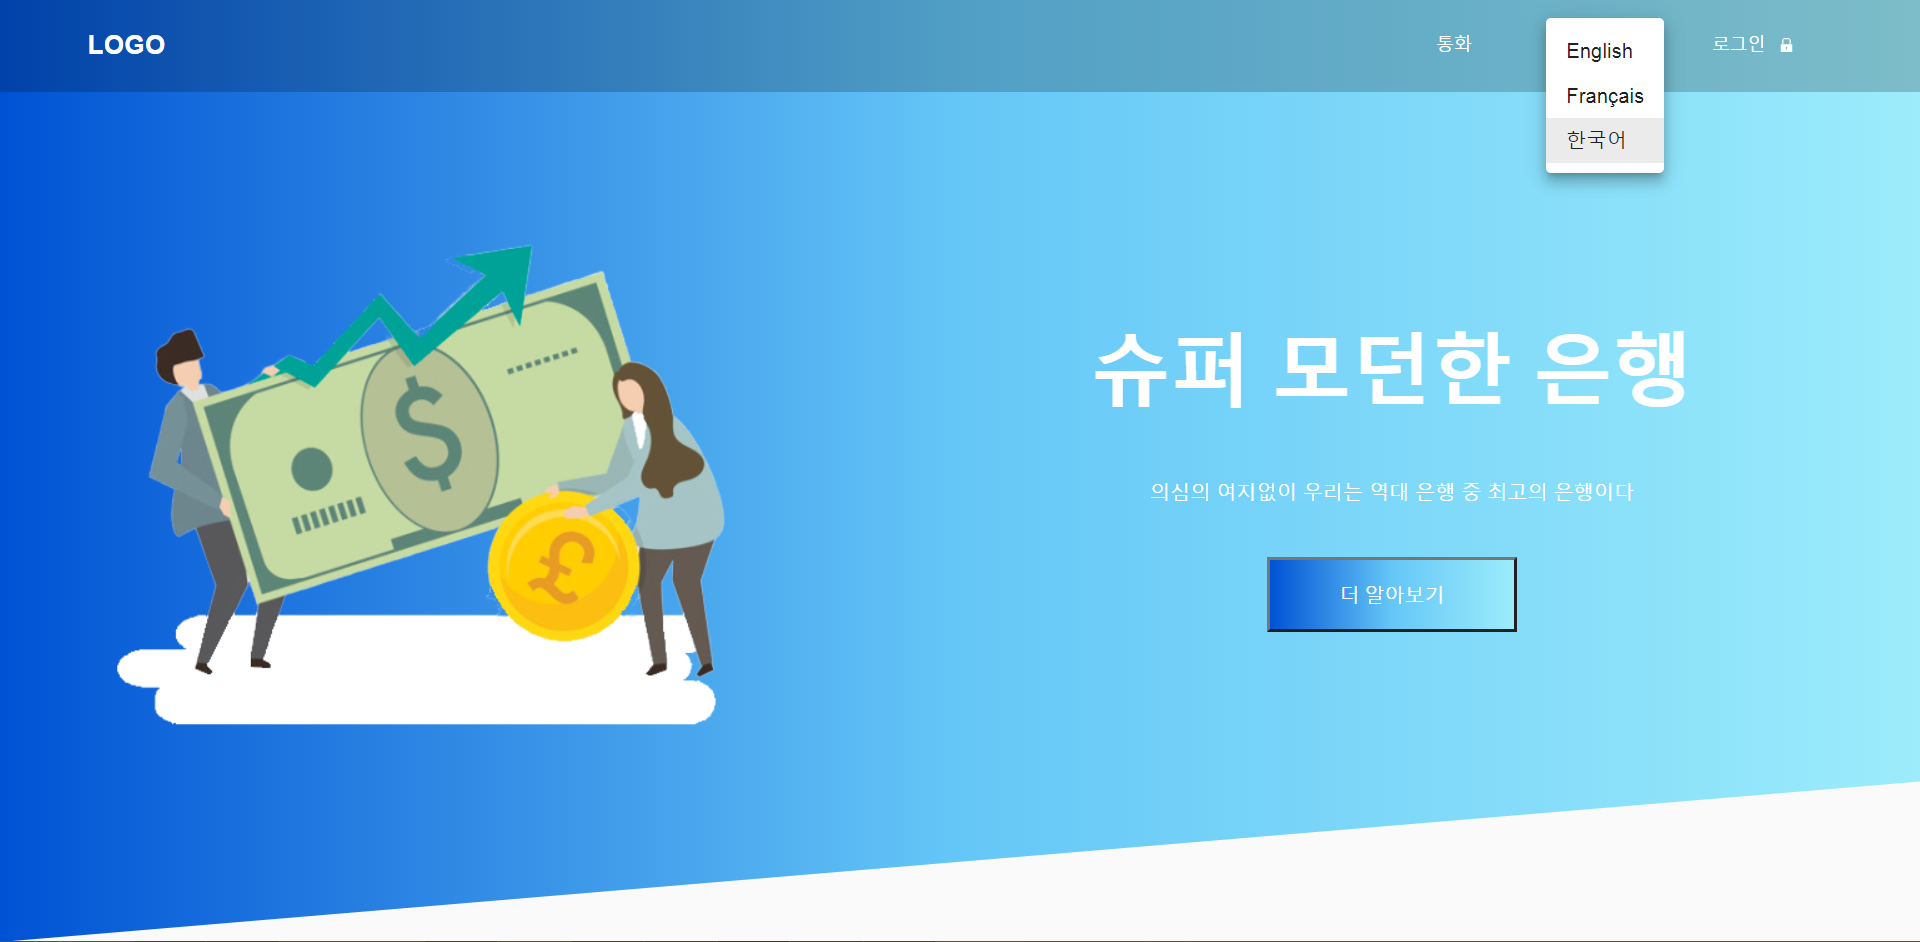 LOGO
통화
English
Français
한국어
로그인
슈퍼 모던한 은행
의심의 여지없이 우리는 역대 은행 중 최고의 은행이다
더 알아보기
$
£